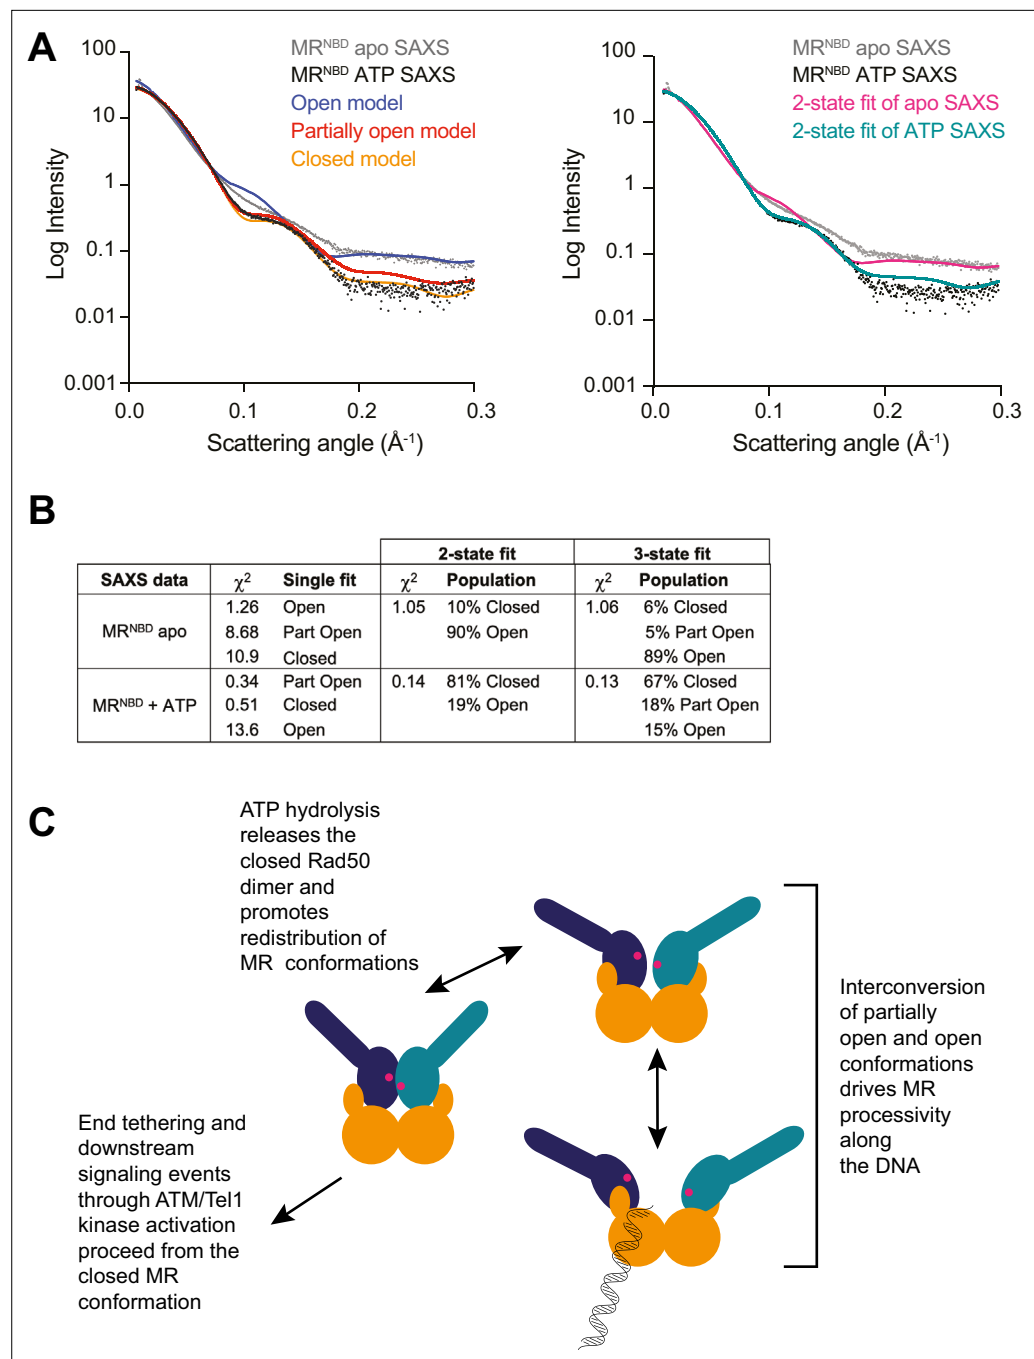 A
100
10
1
0.1
0.01
0.001
Log Intensity
0.0
0.1
0.2
0.3
Scattering angle (Å⁻¹)
MRᴺᴮᴰ apo SAXS
MRᴺᴮᴰ ATP SAXS
Open model
Partially open model
Closed model
100
10
1
0.1
0.01
0.001
Log Intensity
0.0
0.1
0.2
0.3
Scattering angle (Å⁻¹)
MRᴺᴮᴰ apo SAXS
MRᴺᴮᴰ ATP SAXS
2-state fit of apo SAXS
2-state fit of ATP SAXS
B
2-state fit 3-state fit
SAXS data χ² Single fit χ² Population χ² Population
MRᴺᴮᴰ apo
1.26 Open 1.05 10% Closed 1.06 6% Closed
8.68 Part Open 90% Open 5% Part Open
10.9 Closed 89% Open
MRᴺᴮᴰ + ATP
0.34 Part Open 0.14 81% Closed 0.13 67% Closed
0.51 Closed 19% Open 18% Part Open
13.6 Open 15% Open
C
ATP hydrolysis
releases the
closed Rad50
dimer and
promotes
redistribution of
MR conformations
Interconversion
of partially
open and open
conformations
drives MR
processivity
along
the DNA
End tethering and
downstream
signaling events
through ATM/Tel1
kinase activation
proceed from the
closed MR
conformation